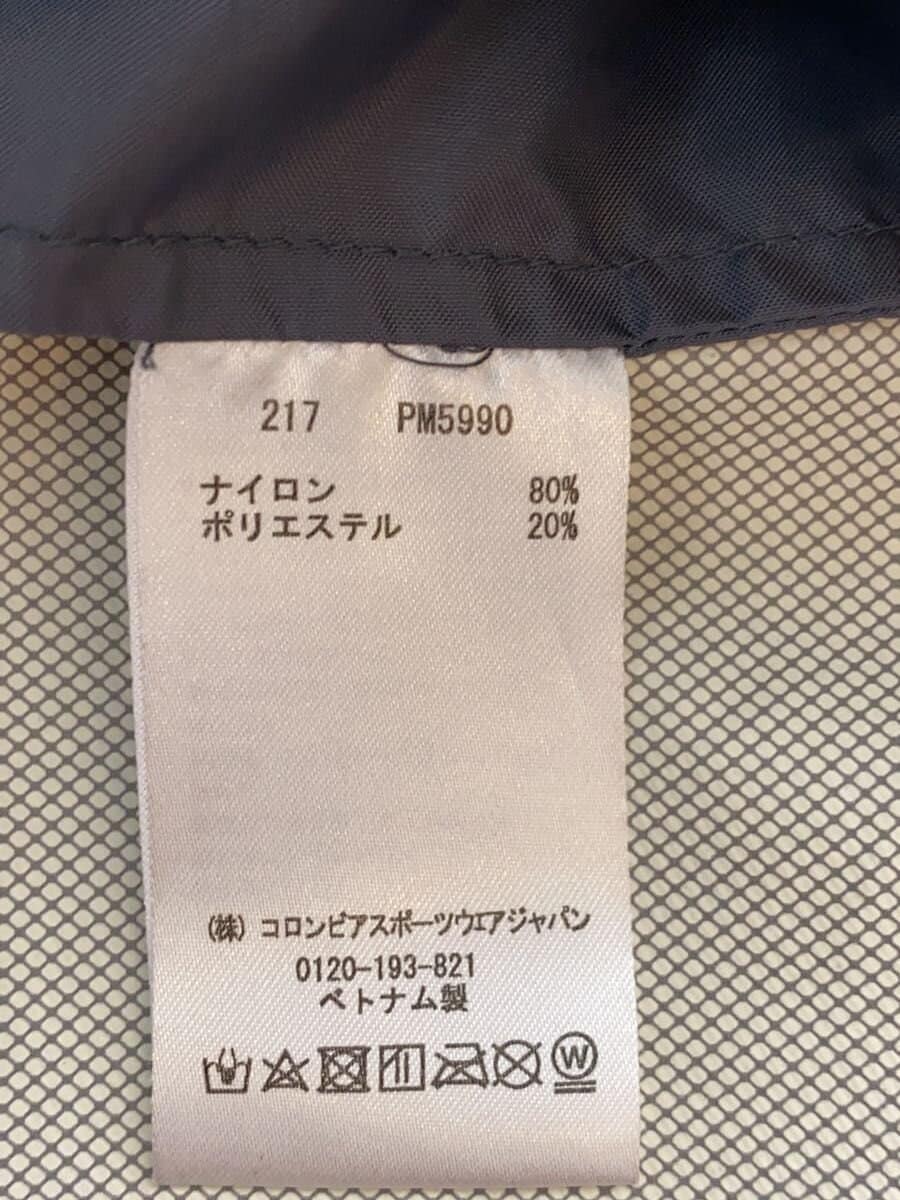 217 PM5990
ナイロン 80%
ポリエステル 20%
(株) コロンビアスポーツウェアジャパン
0120-193-821
ベトナム製
W